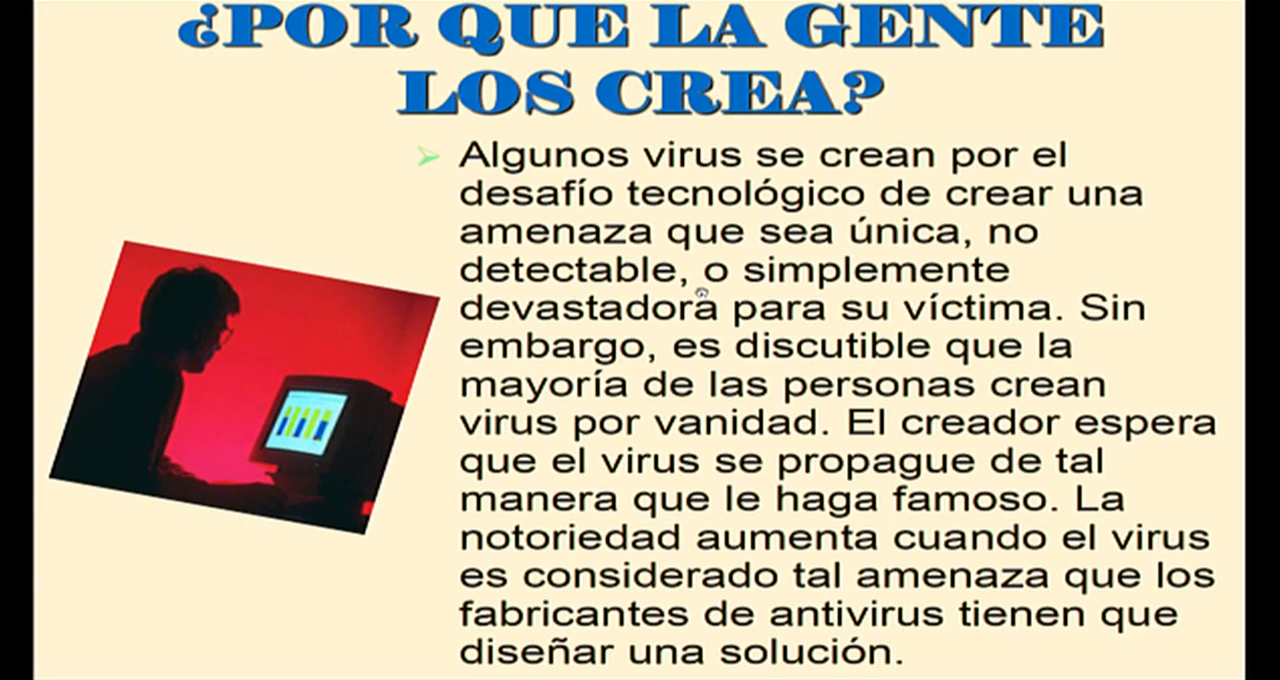 ¿POR QUE LA GENTE
LOS CREA?
Algunos virus se crean por el
desafío tecnológico de crear una
amenaza que sea única, no
detectable, o simplemente
devastadora para su víctima. Sin
embargo, es discutible que la
mayoría de las personas crean
virus por vanidad. El creador espera
que el virus se propague de tal
manera que le haga famoso. La
notoriedad aumenta cuando el virus
es considerado tal amenaza que los
fabricantes de antivirus tienen que
diseñar una solución.